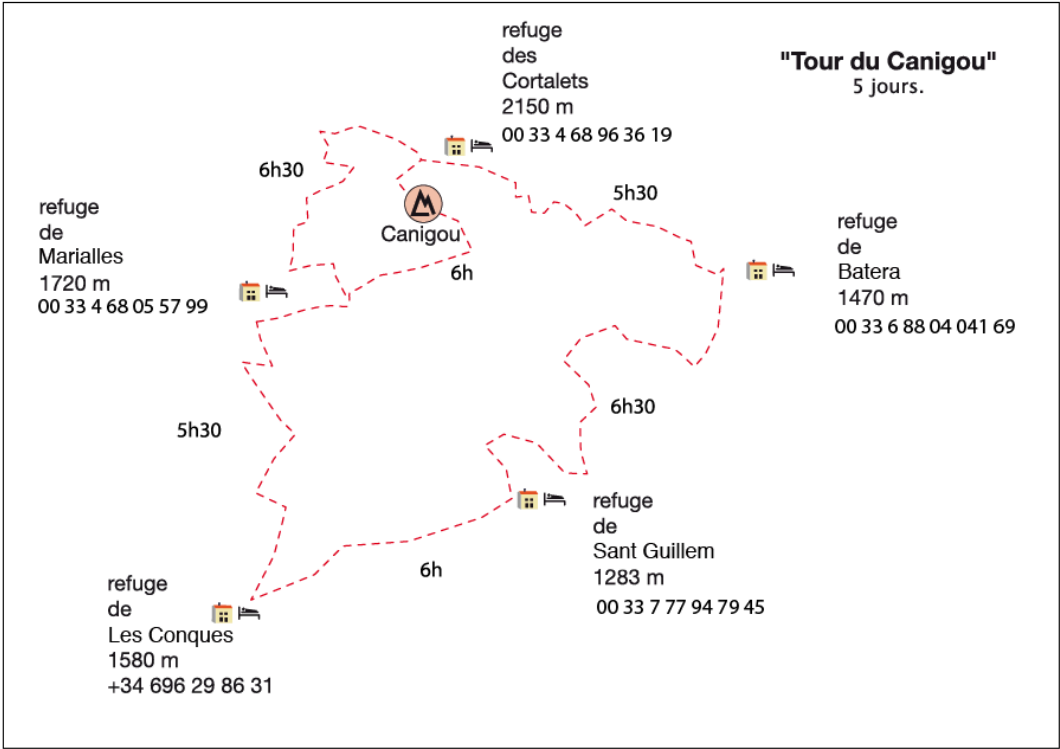 "Tour du Canigou"
5 jours.
refuge
des
Cortalets
2150 m
00 33 4 68 96 36 19
6h30
5h30
refuge
de
Marialles
1720 m
00 33 4 68 05 57 99
Canigou
6h
refuge
de
Batera
1470 m
00 33 6 88 04 041 69
5h30
6h30
refuge
de
Sant Guillem
1283 m
00 33 7 77 94 79 45
6h
refuge
de
Les Conques
1580 m
+34 696 29 86 31